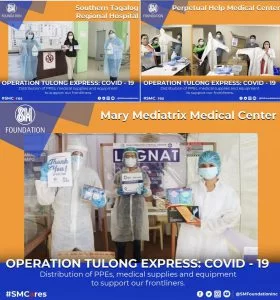 Southern Tagalog
Regional Hospital
OPERATION TULONG EXPRESS: COVID - 19
Distribution of PPEs, medical supplies and equipment
to support our frontliners.
Perpetual Help Medical Center
OPERATION TULONG EXPRESS: COVID - 19
Distribution of PPEs, medical supplies and equipment
to support our frontliners.
SM
FOUNDATION
Mary Mediatrix Medical Center
LAGNAT
Thank
You!
OPERATION TULONG EXPRESS: COVID - 19
Distribution of PPEs, medical supplies and equipment
to support our frontliners.
#SMCares
@SMFoundationInc